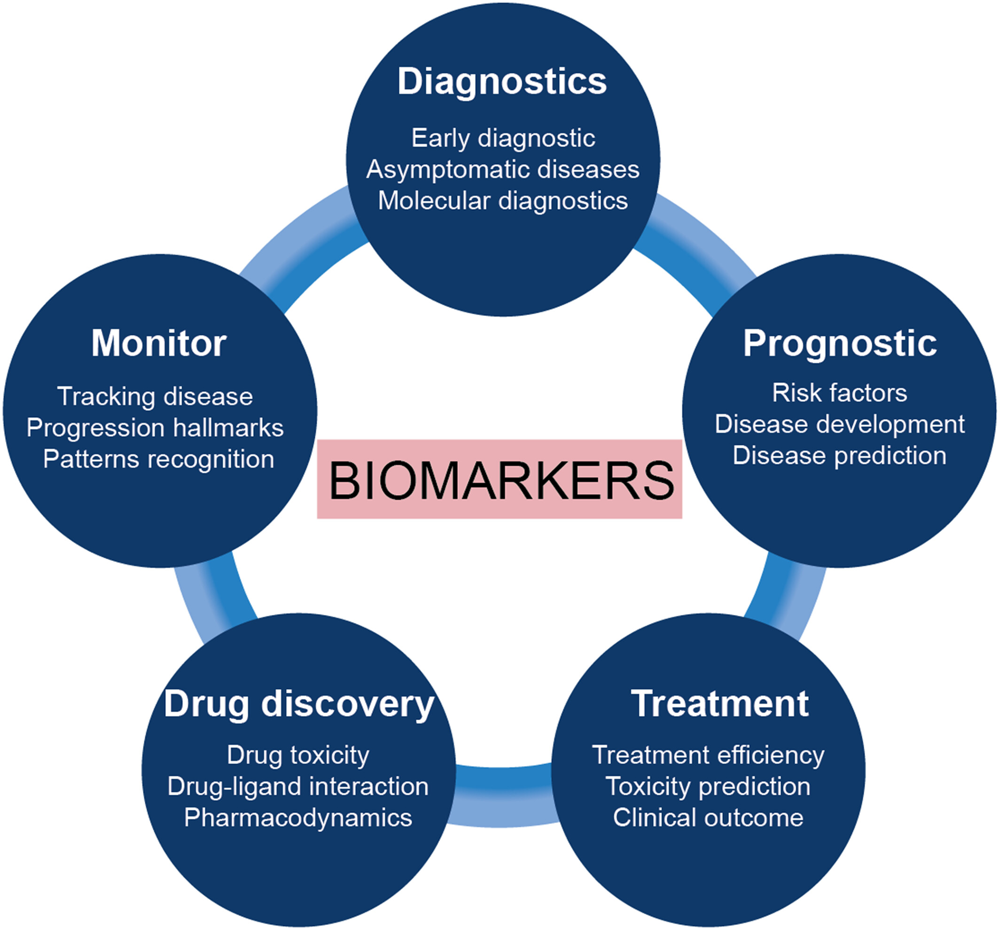 Diagnostics
Early diagnostic
Asymptomatic diseases
Molecular diagnostics
Monitor
Tracking disease
Progression hallmarks
Patterns recognition
Prognostic
Risk factors
Disease development
Disease prediction
BIOMARKERS
Drug discovery
Drug toxicity
Drug-ligand interaction
Pharmacodynamics
Treatment
Treatment efficiency
Toxicity prediction
Clinical outcome